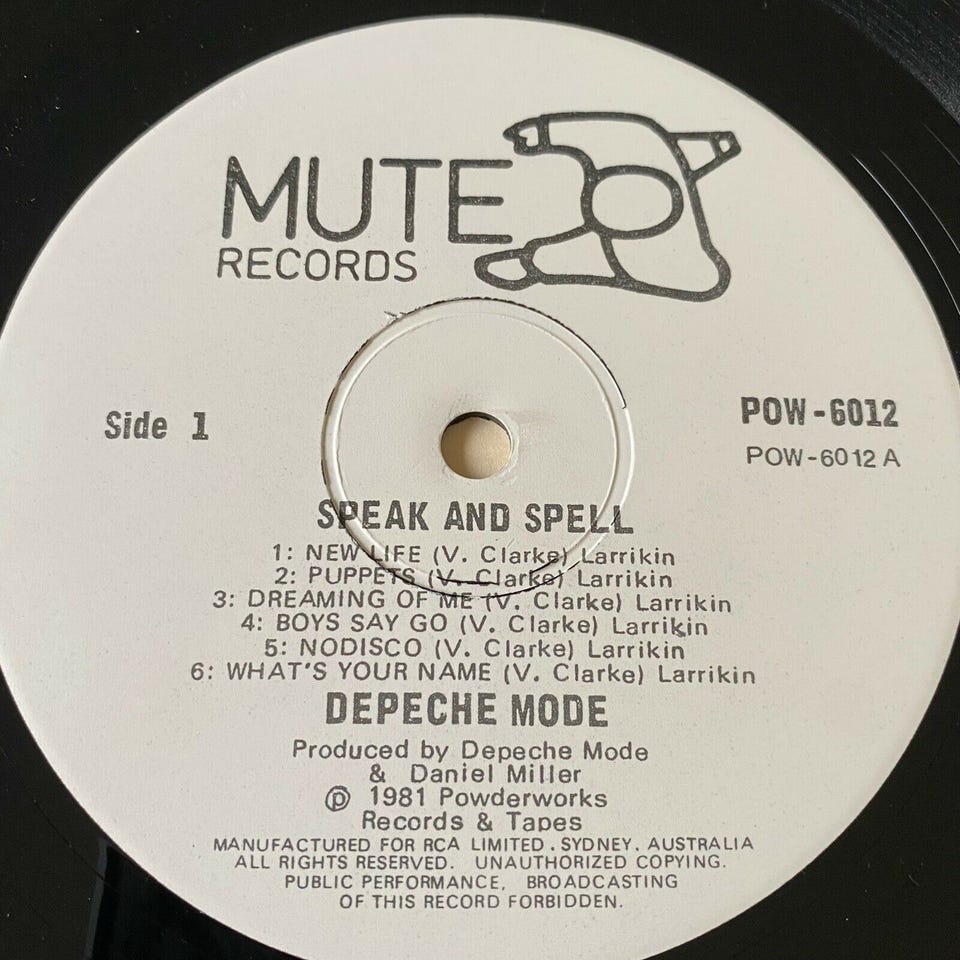 MUTE
RECORDS
Side 1
POW-6012
POW-6012 A
SPEAK AND SPELL
1: NEW LIFE (V. Clarke) Larrikin
2: PUPPETS (V. Clarke) Larrikin
3: DREAMING OF ME (V. Clarke) Larrikin
4: BOYS SAY GO (V. Clarke) Larrikin
5: NODISCO (V. Clarke) Larrikin
6: WHAT'S YOUR NAME (V. Clarke) Larrikin
DEPECHE MODE
Produced by Depeche Mode
& Daniel Miller
℗ 1981 Powderworks
Records & Tapes
MANUFACTURED FOR RCA LIMITED. SYDNEY. AUSTRALIA
ALL RIGHTS RESERVED. UNAUTHORIZED COPYING.
PUBLIC PERFORMANCE, BROADCASTING
OF THIS RECORD FORBIDDEN.